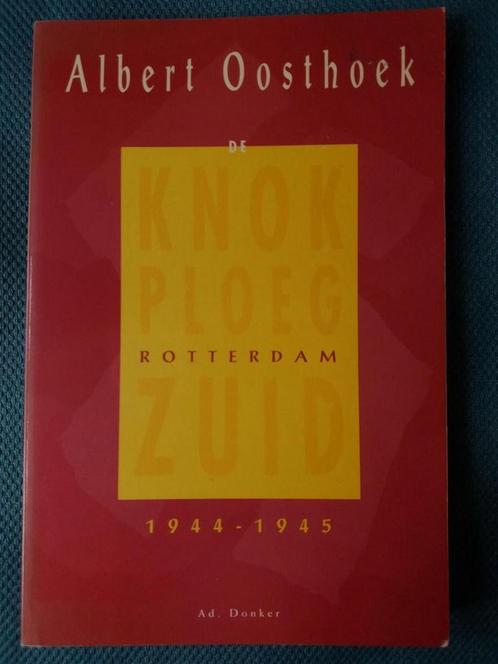 Albert Oosthoek
DE
KNOK
PLOEG
ROTTERDAM
ZUID
1944-1945
Ad. Donker